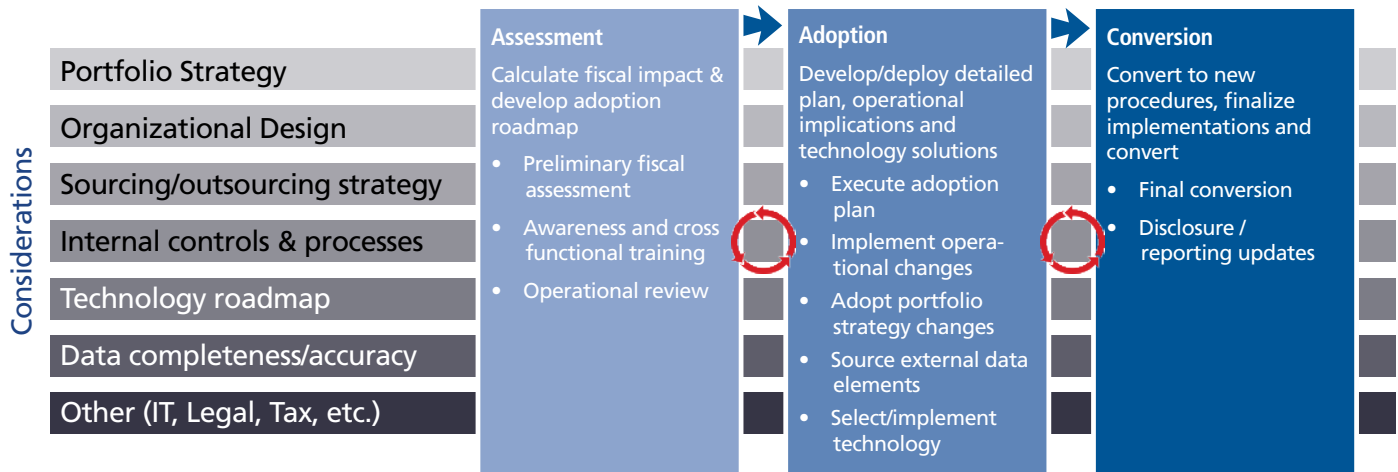 Considerations
Portfolio Strategy
Organizational Design
Sourcing/outsourcing strategy
Internal controls & processes
Technology roadmap
Data completeness/accuracy
Other (IT, Legal, Tax, etc.)
Assessment
Calculate fiscal impact &
develop adoption
roadmap
• Preliminary fiscal
assessment
• Awareness and cross
functional training
• Operational review
Adoption
Develop/deploy detailed
plan, operational
implications and
technology solutions
• Execute adoption
plan
• Implement opera-
tional changes
• Adopt portfolio
strategy changes
• Source external data
elements
• Select/implement
technology
Conversion
Convert to new
procedures, finalize
implementations and
convert
• Final conversion
• Disclosure /
reporting updates